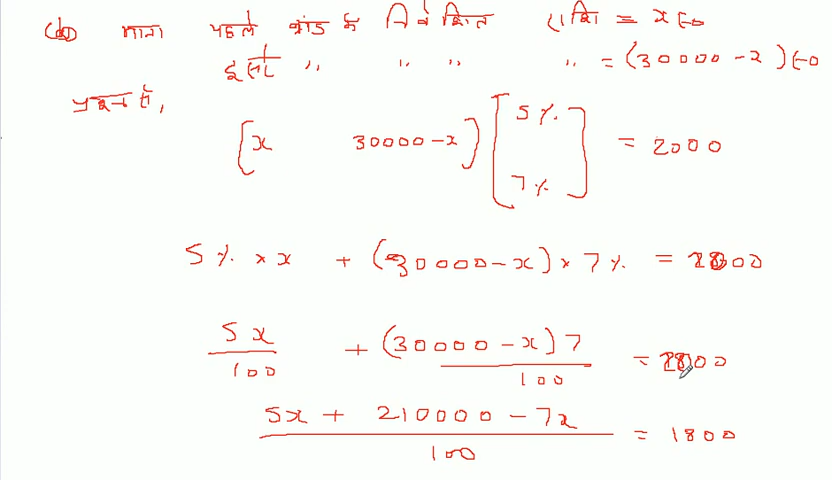 माना पहले बांड में निवेशित राशि = x रु०
दूसरे " " " " = (30000 - x) रु०
प्रश्न से,
[x 30000 - x] [5% 7%] = 2000
5% × x + (30000 - x) × 7% = 1800
5x/100 + (30000 - x)7/100 = 1800
5x + 210000 - 7x/100 = 1800